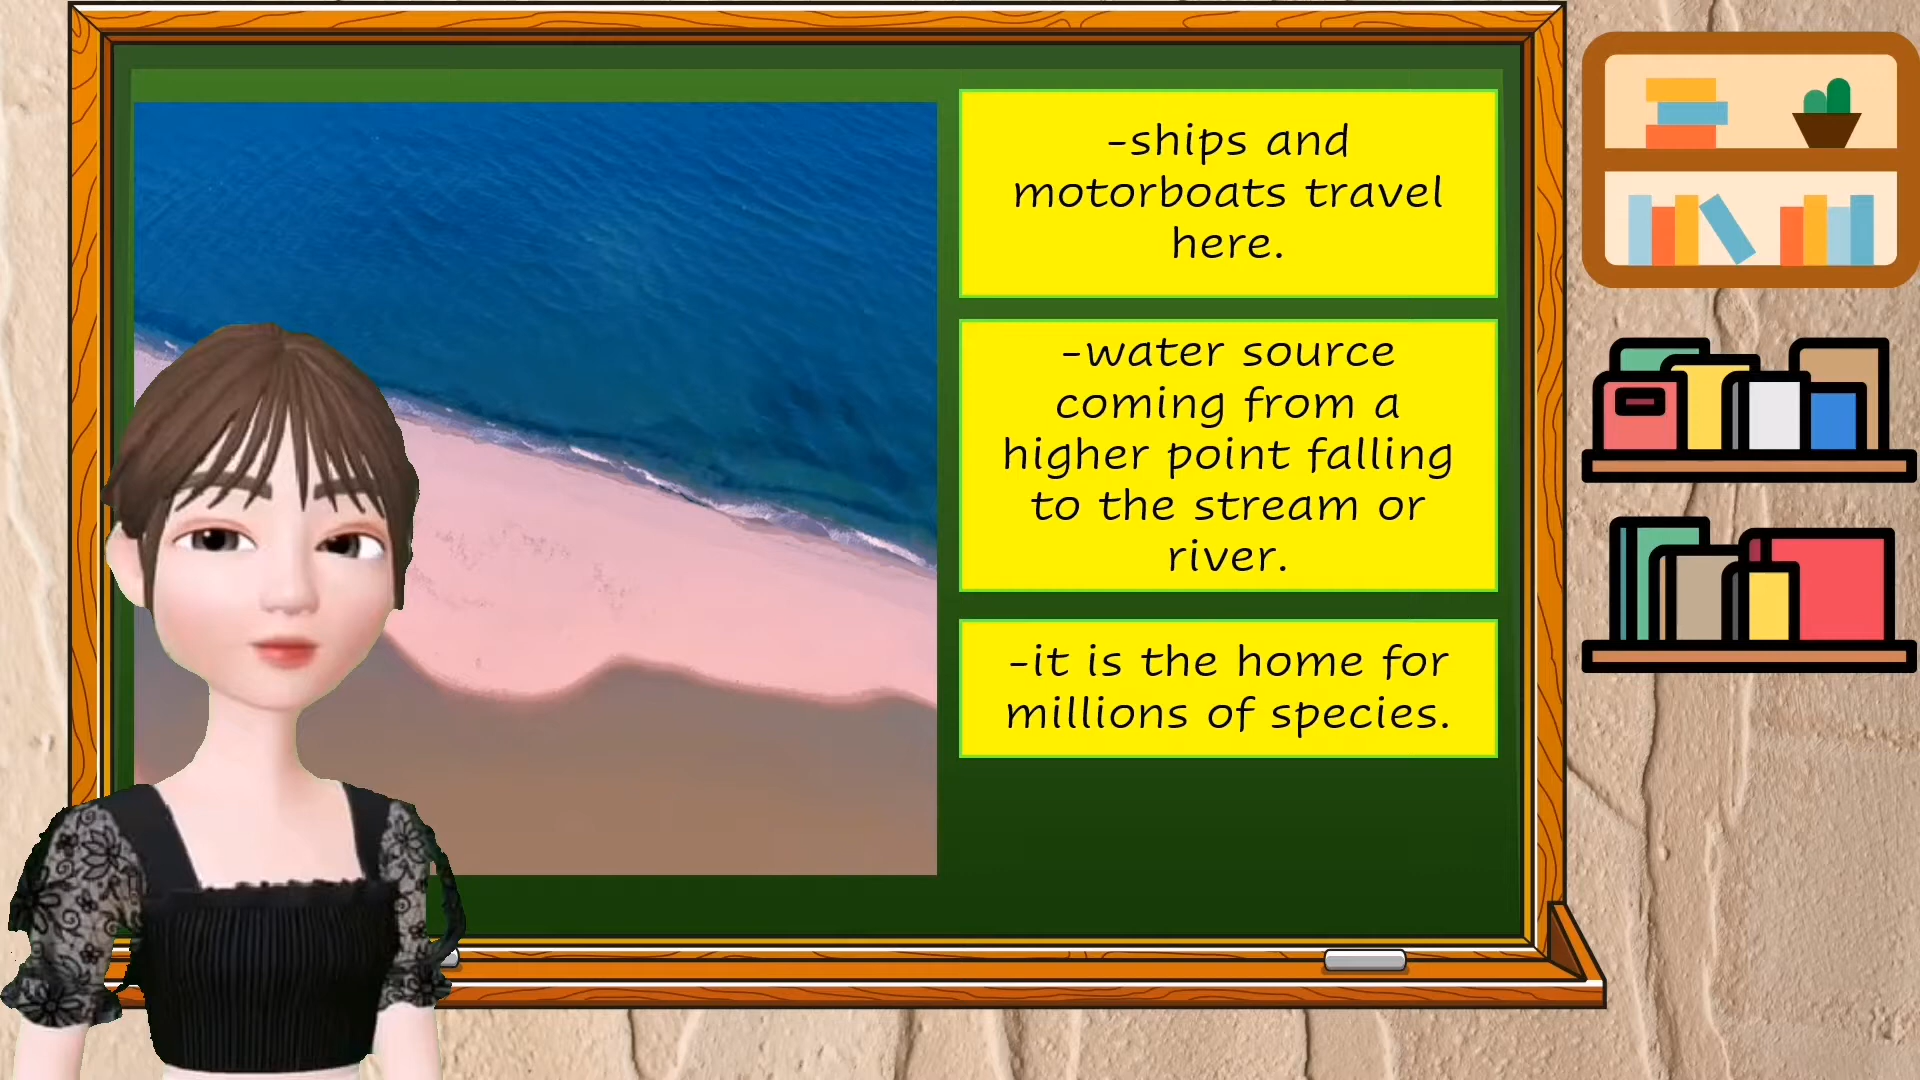 -ships and
motorboats travel
here.
-water source
coming from a
higher point falling
to the stream or
river.
-it is the home for
millions of species.